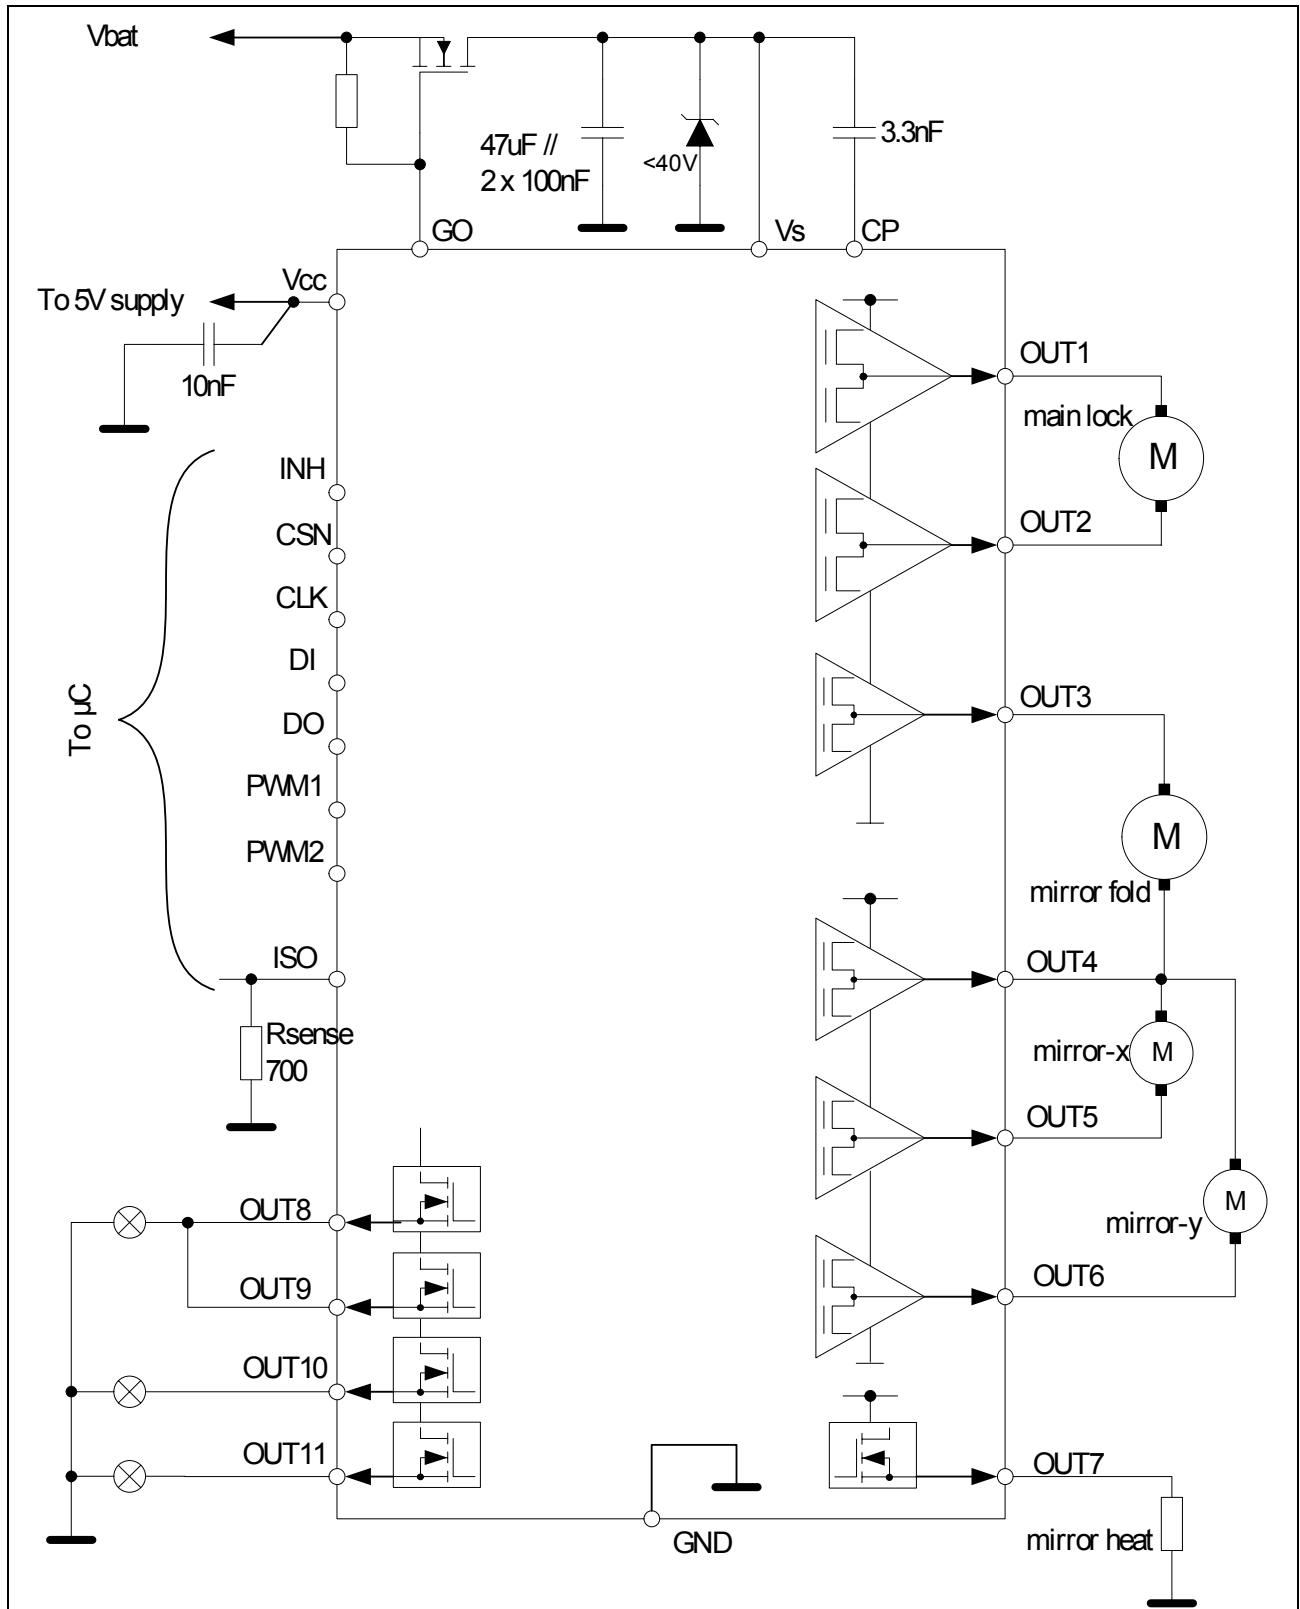 Vbat
47uF //
2 x 100nF
<40V
3.3nF
GO
Vs
CP
Vcc
To 5V supply
10nF
OUT1
main lock
M
INH
CSN
OUT2
CLK
DI
To µC
OUT3
DO
PWM1
M
PWM2
mirror fold
ISO
OUT4
Rsense
700
mirror-x
M
OUT5
OUT8
M
mirror-y
OUT9
OUT6
OUT10
OUT11
OUT7
GND
mirror heat